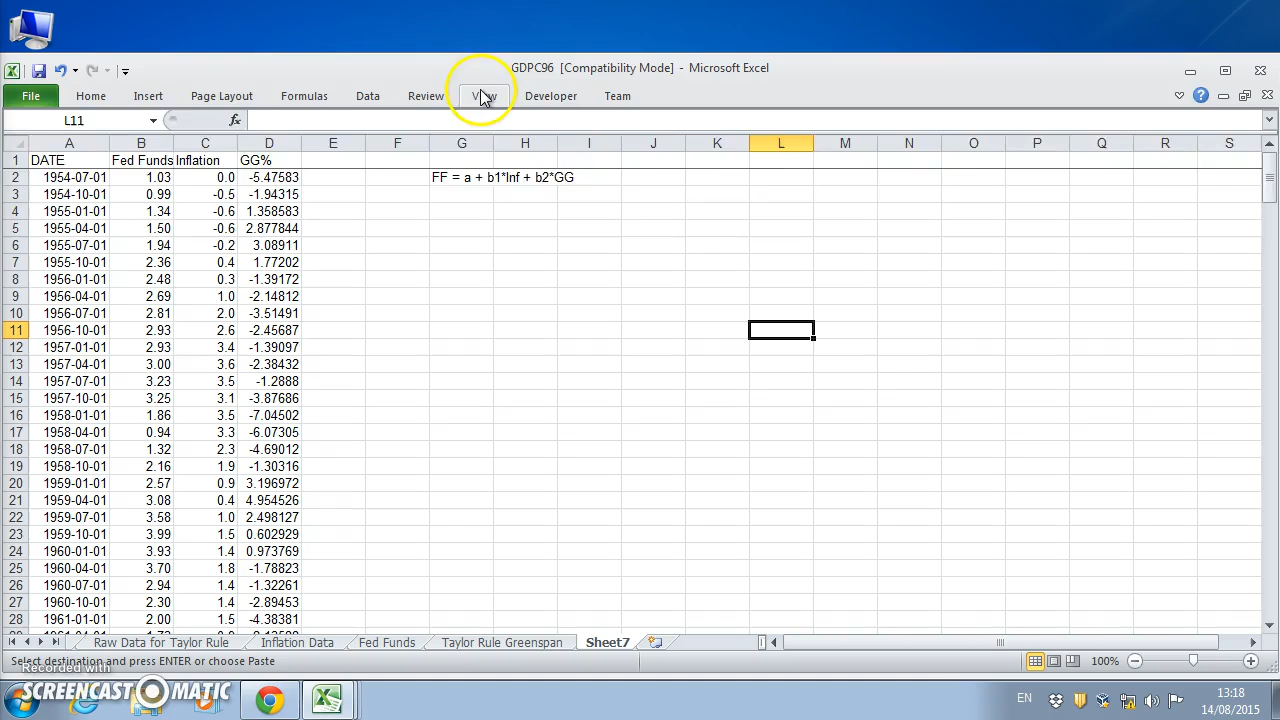 GDPC96 [Compatibility Mode] - Microsoft Excel
File Home Insert Page Layout Formulas Data Review View Developer Team
L11 fx
A B C D E F G H I J K L M N O P Q R S
1 DATE Fed Funds Inflation GG%
2 1954-07-01 1.03 0.0 -5.47583 FF = a + b1*Inf + b2*GG
3 1954-10-01 0.99 -0.5 -1.94315
4 1955-01-01 1.34 -0.6 1.358583
5 1955-04-01 1.50 -0.6 2.877844
6 1955-07-01 1.94 -0.2 3.08911
7 1955-10-01 2.36 0.4 1.77202
8 1956-01-01 2.48 0.3 -1.39172
9 1956-04-01 2.69 1.0 -2.14812
10 1956-07-01 2.81 2.0 -3.51491
11 1956-10-01 2.93 2.6 -2.45687
12 1957-01-01 2.93 3.4 -1.39097
13 1957-04-01 3.00 3.6 -2.38432
14 1957-07-01 3.23 3.5 -1.2888
15 1957-10-01 3.25 3.1 -3.87686
16 1958-01-01 1.86 3.5 -7.04502
17 1958-04-01 0.94 3.3 -6.07305
18 1958-07-01 1.32 2.3 -4.69012
19 1958-10-01 2.16 1.9 -1.30316
20 1959-01-01 2.57 0.9 3.196972
21 1959-04-01 3.08 0.4 4.954526
22 1959-07-01 3.58 1.0 2.498127
23 1959-10-01 3.99 1.5 0.602929
24 1960-01-01 3.93 1.4 0.973769
25 1960-04-01 3.70 1.8 -1.78823
26 1960-07-01 2.94 1.4 -1.32261
27 1960-10-01 2.30 1.4 -2.89453
28 1961-01-01 2.00 1.5 -4.38381
Raw Data for Taylor Rule Inflation Data Fed Funds Taylor Rule Greenspan Sheet7
Select destination and press ENTER or choose Paste 100%
Recorded with
SCREENCAST MATIC
EN 13:18
14/08/2015